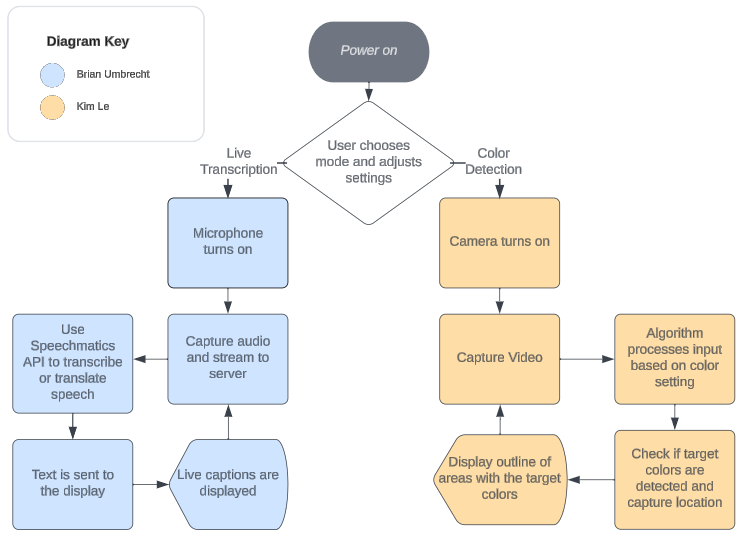 Diagram Key
Brian Umbrecht
Kim Le
Power on
User chooses
mode and adjusts
settings
Live
Transcription
Color
Detection
Microphone
turns on
Camera turns on
Use
Speechmatics
API to transcribe
or translate
speech
Capture audio
and stream to
server
Capture Video
Algorithm
processes input
based on color
setting
Text is sent to
the display
Live captions are
displayed
Display outline of
areas with the target
colors
Check if target
colors are
detected and
capture location